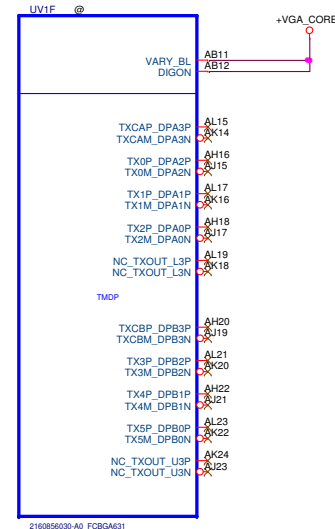 UV1F @
+VGA_CORE
VARY_BL AB11
DIGON AB12
TXCAP_DPA3P AL15
TXCAM_DPA3N AK14
TX0P_DPA2P AH16
TX0M_DPA2N AJ15
TX1P_DPA1P AL17
TX1M_DPA1N AK16
TX2P_DPA0P AH18
TX2M_DPA0N AJ17
NC_TXOUT_L3P AL19
NC_TXOUT_L3N AK18
TMDP
TXCBP_DPB3P AH20
TXCBM_DPB3N AJ19
TX3P_DPB2P AL21
TX3M_DPB2N AK20
TX4P_DPB1P AH22
TX4M_DPB1N AJ21
TX5P_DPB0P AL23
TX5M_DPB0N AK22
NC_TXOUT_U3P AK24
NC_TXOUT_U3N AJ23
2160856030-A0_FCBGA631